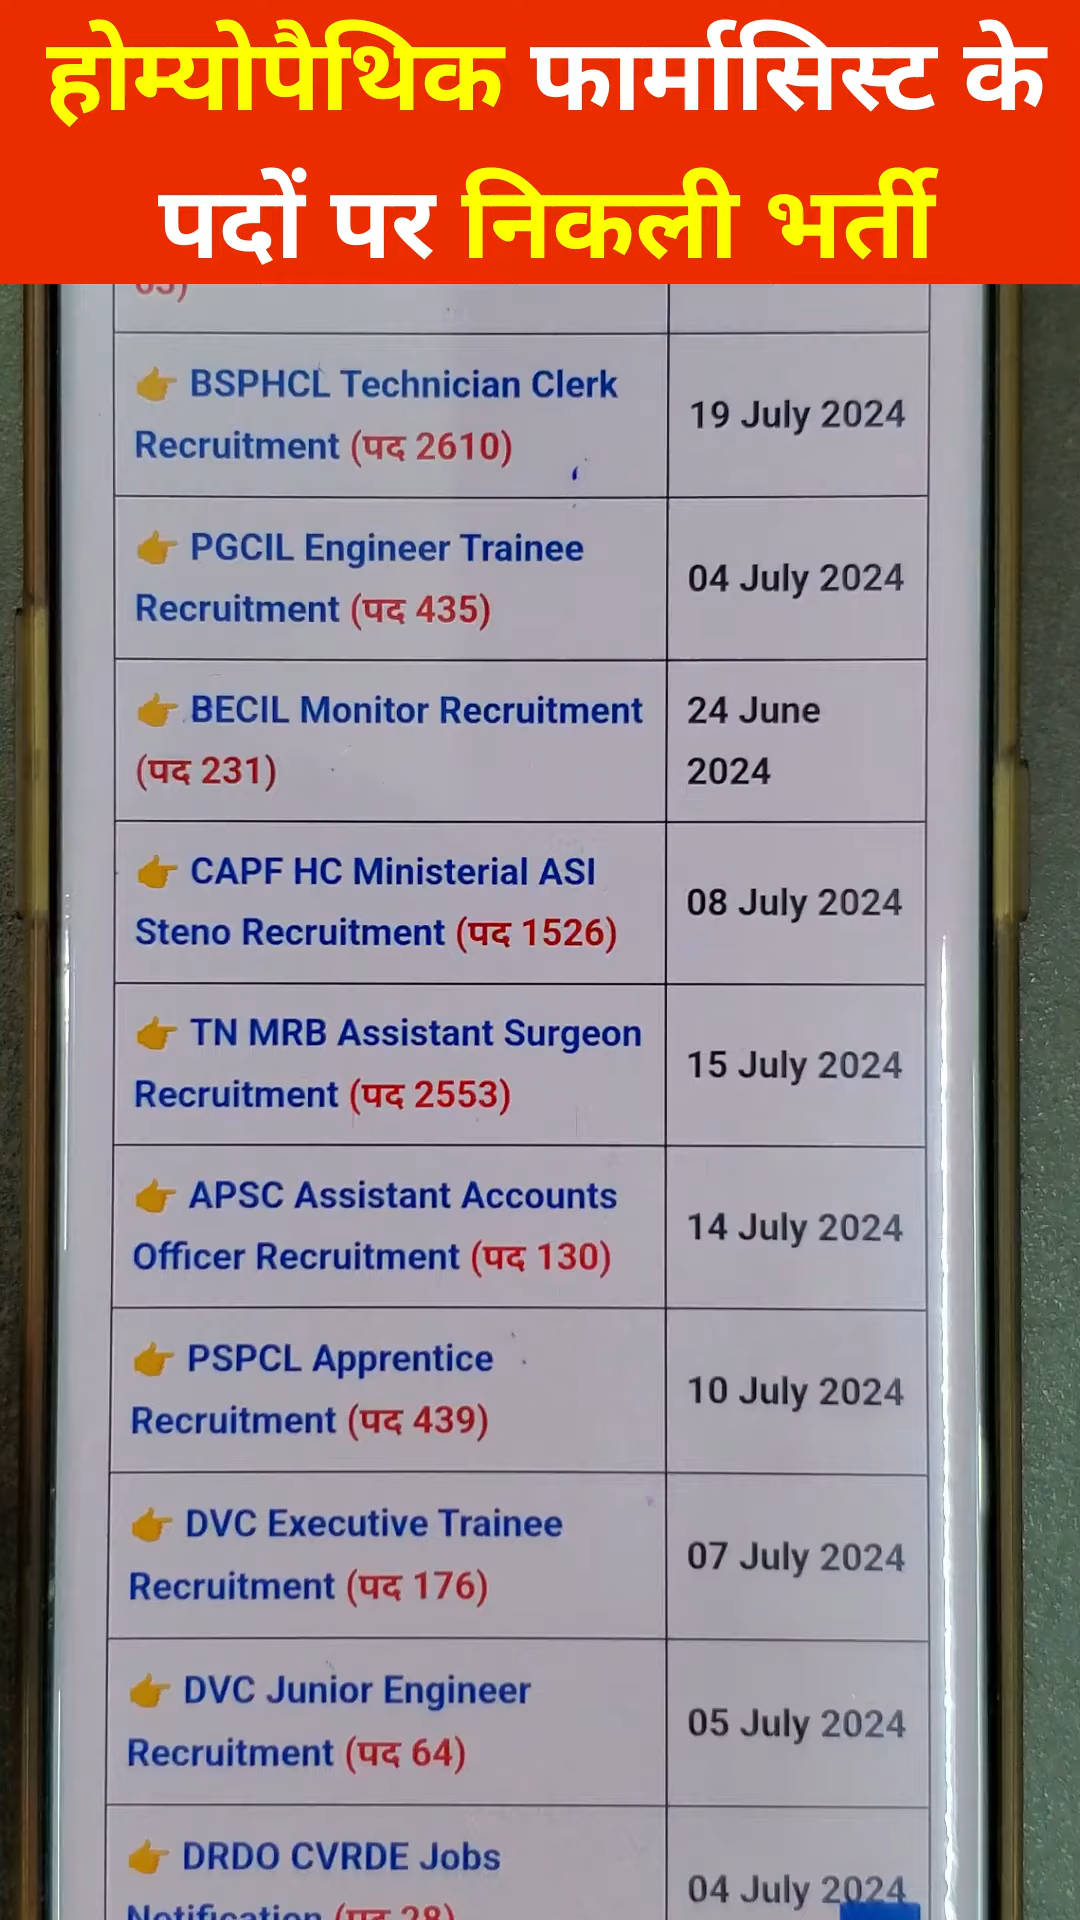 होम्योपैथिक फार्मासिस्ट के
पदों पर निकली भर्ती
👉 BSPHCL Technician Clerk
Recruitment (पद 2610)
19 July 2024
👉 PGCIL Engineer Trainee
Recruitment (पद 435)
04 July 2024
👉 BECIL Monitor Recruitment
(पद 231)
24 June
2024
👉 CAPF HC Ministerial ASI
Steno Recruitment (पद 1526)
08 July 2024
👉 TN MRB Assistant Surgeon
Recruitment (पद 2553)
15 July 2024
👉 APSC Assistant Accounts
Officer Recruitment (पद 130)
14 July 2024
👉 PSPCL Apprentice
Recruitment (पद 439)
10 July 2024
👉 DVC Executive Trainee
Recruitment (पद 176)
07 July 2024
👉 DVC Junior Engineer
Recruitment (पद 64)
05 July 2024
👉 DRDO CVRDE Jobs
Notification (पद 28)
04 July 2024